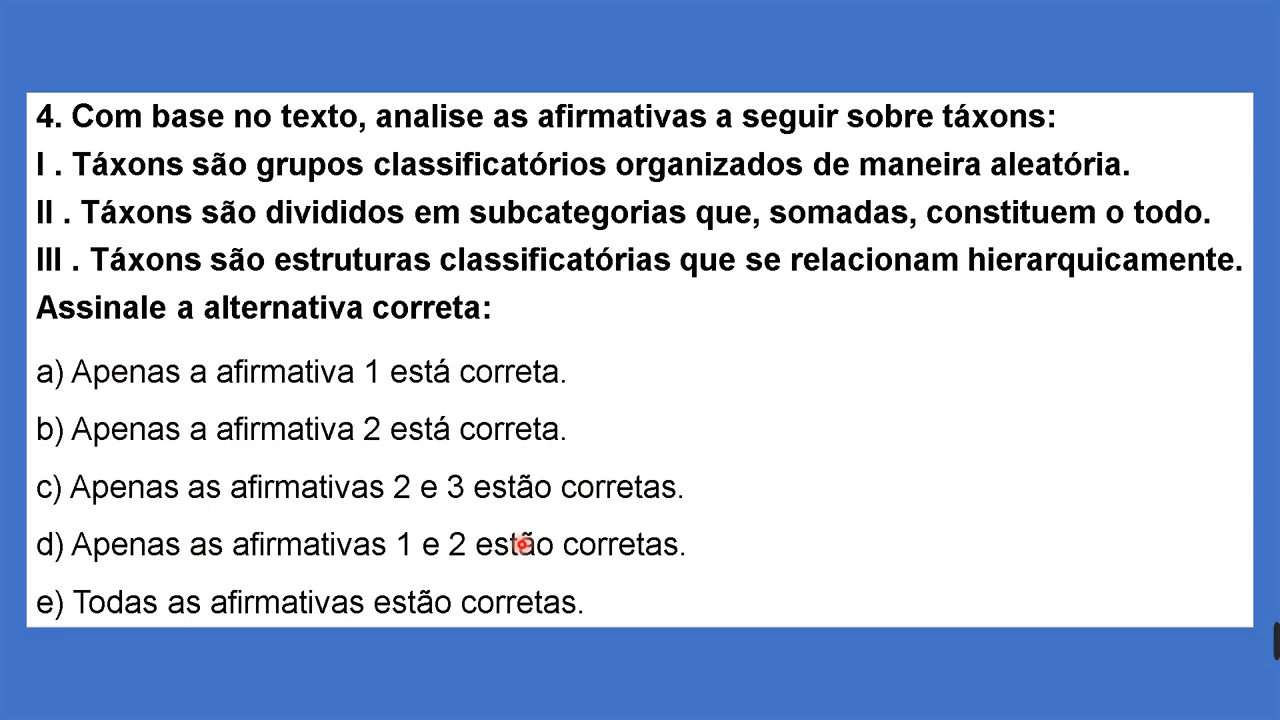 4. Com base no texto, analise as afirmativas a seguir sobre táxons:
I . Táxons são grupos classificatórios organizados de maneira aleatória.
II . Táxons são divididos em subcategorias que, somadas, constituem o todo.
III . Táxons são estruturas classificatórias que se relacionam hierarquicamente.
Assinale a alternativa correta:
a) Apenas a afirmativa 1 está correta.
b) Apenas a afirmativa 2 está correta.
c) Apenas as afirmativas 2 e 3 estão corretas.
d) Apenas as afirmativas 1 e 2 estão corretas.
e) Todas as afirmativas estão corretas.